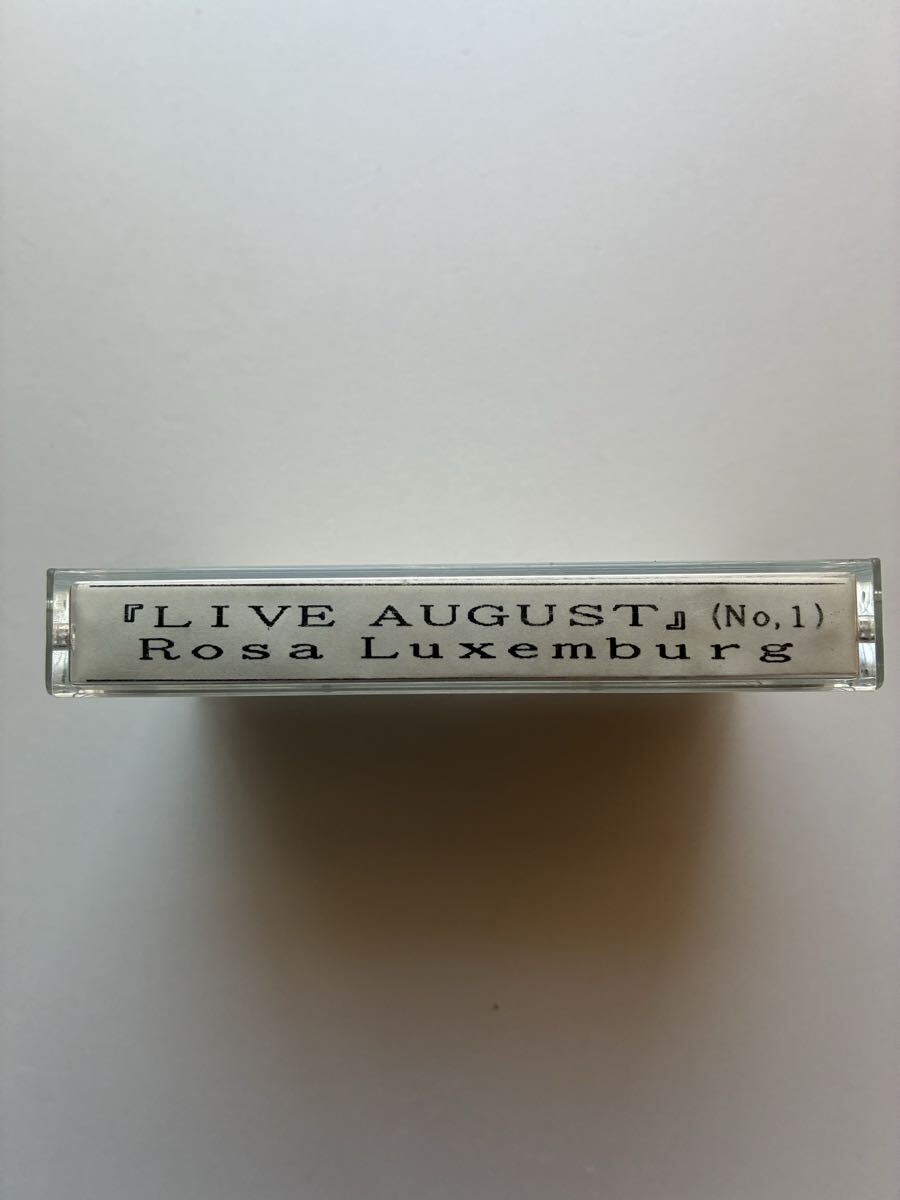 『LIVE AUGUST』(No,1)
Rosa Luxemburg